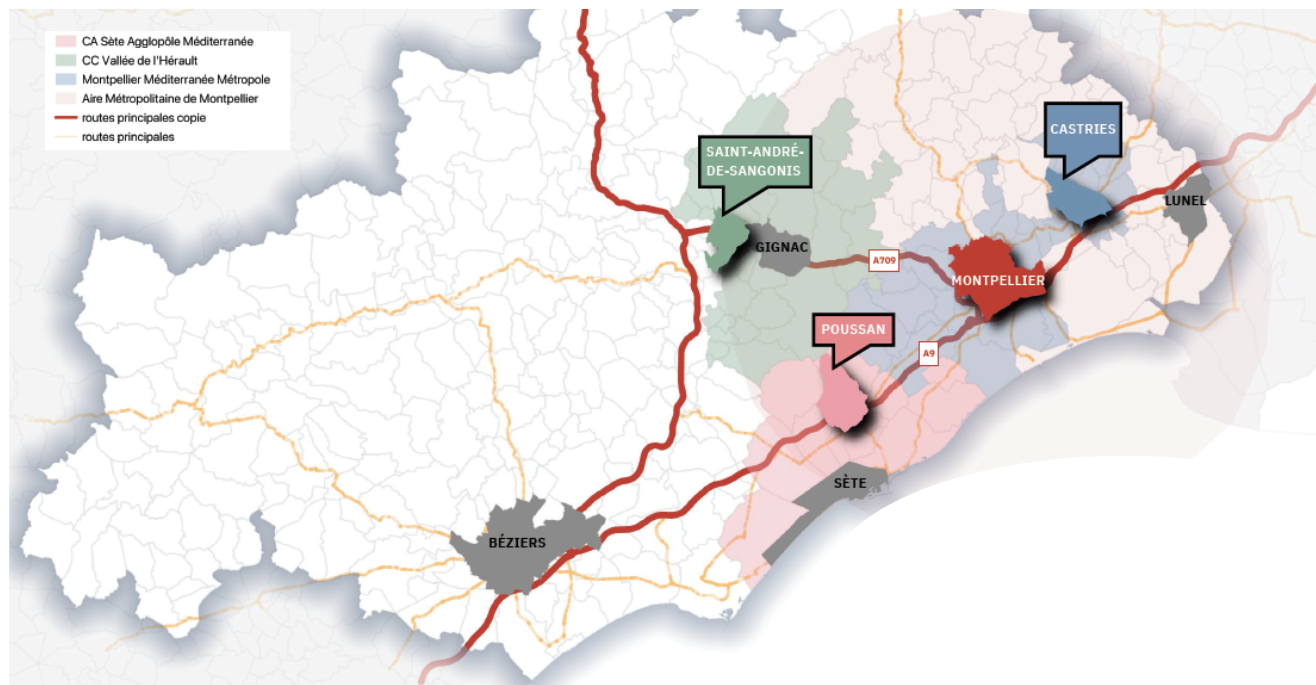 CA Sète Agglopôle Méditerranée
CC Vallée de l'Hérault
Montpellier Méditerranée Métropole
Aire Métropolitaine de Montpellier
routes principales copie
routes principales
CASTRIES
SAINT-ANDRÉ-
DE-SANGONIS
LUNEL
GIGNAC
A709
MONTPELLIER
POUSSAN
A9
SÈTE
BÉZIERS